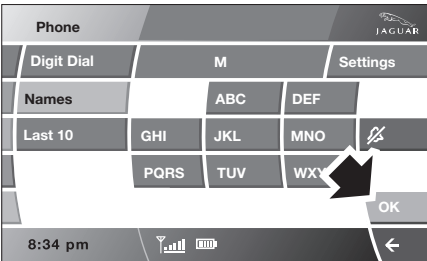 Phone
JAGUAR
Digit Dial M Settings
Names ABC DEF
Last 10 GHI JKL MNO
PQRS TUV WXY
OK
8:34 pm